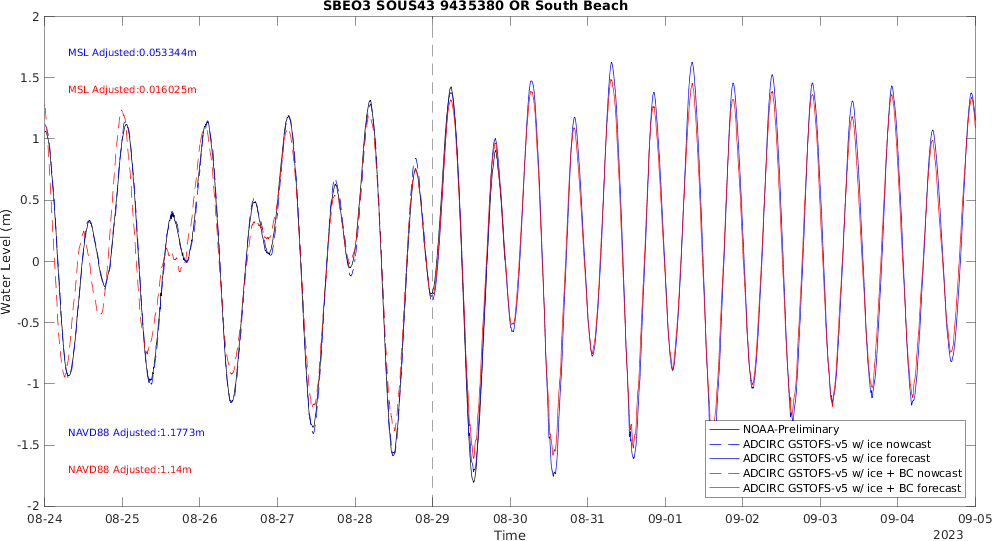 SBEO3 SOUS43 9435380 OR South Beach
2
1.5
1
0.5
0
-0.5
-1
-1.5
-2
Water Level (m)
MSL Adjusted:0.053344m
MSL Adjusted:0.016025m
NAVD88 Adjusted:1.1773m
NAVD88 Adjusted:1.14m
NOAA-Preliminary
ADCIRC GSTOFS-v5 w/ ice nowcast
ADCIRC GSTOFS-v5 w/ ice forecast
ADCIRC GSTOFS-v5 w/ ice + BC nowcast
ADCIRC GSTOFS-v5 w/ ice + BC forecast
08-24 08-25 08-26 08-27 08-28 08-29 08-30 08-31 09-01 09-02 09-03 09-04 09-05
Time
2023